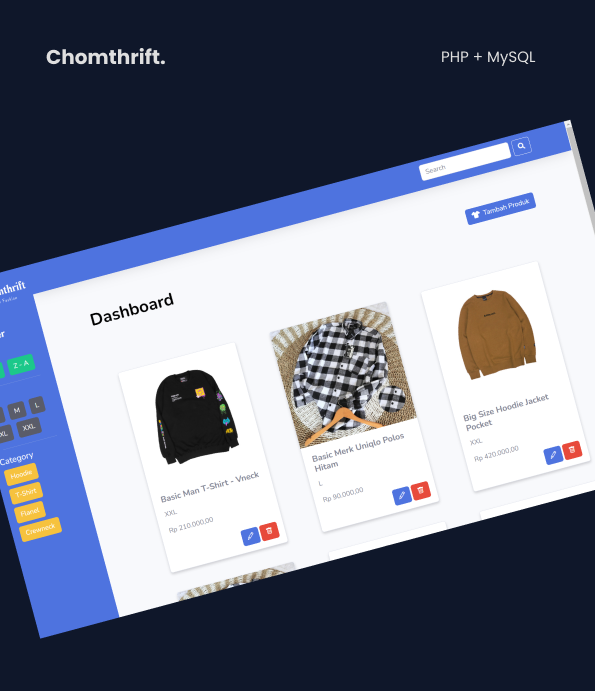 Chomthrift.
PHP + MySQL
Search
Tambah Produk
Dashboard
Z - A
M
L
XXL
Category
Hoodie
T-Shirt
Flanel
Crewneck
Basic Man T-Shirt - Vneck
XXL
Rp 210.000,00
Basic Merk Uniqlo Polos
Hitam
L
Rp 90.000,00
Big Size Hoodie Jacket
Pocket
XXL
Rp 420.000,00